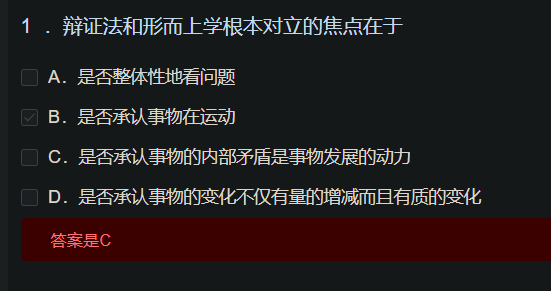 1 . 辩证法和形而上学根本对立的焦点在于
A. 是否整体性地看问题
B. 是否承认事物在运动
C. 是否承认事物的内部矛盾是事物发展的动力
D. 是否承认事物的变化不仅有量的增减而且有质的变化
答案是C